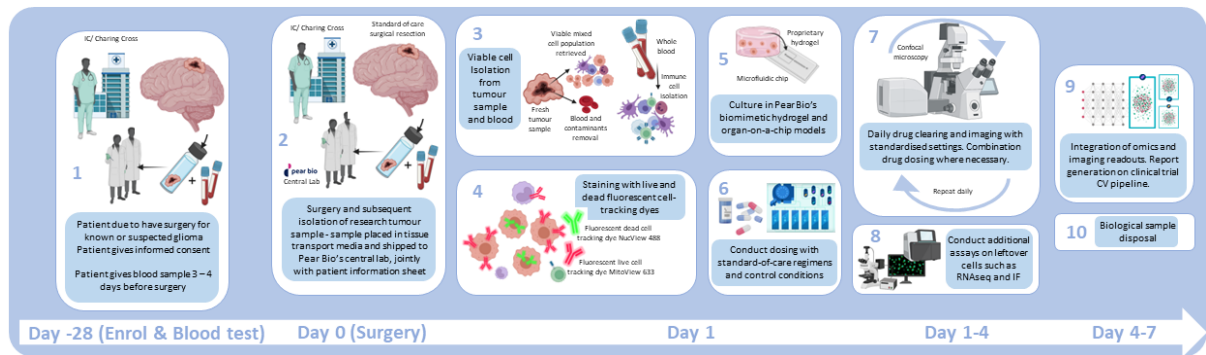 IC/ Charing Cross
1
Patient due to have surgery for
known or suspected glioma
Patient gives informed consent
Patient gives blood sample 3 – 4
days before surgery
IC/ Charing Cross
Standard of care
surgical resection
2
pear bio
Central Lab
Surgery and subsequent
isolation of research tumour
sample - sample placed in tissue
transport media and shipped to
Pear Bio's central lab, jointly
with patient information sheet
3
Viable cell
Isolation
from
tumour
sample
and blood
Viable mixed
cell population
retrieved
Fresh
tumour
sample
Blood and
contaminants
removal
Whole
blood
Immune
cell
isolation
4
Staining with live and
dead fluorescent cell-
tracking dyes
Fluorescent dead cell
tracking dye NucView 488
Fluorescent live cell
tracking dye MitoView 633
5
Proprietary
hydrogel
Microfluidic chip
Culture in Pear Bio's
biomimetic hydrogel and
organ-on-a-chip models
6
Conduct dosing with
standard-of-care regimens
and control conditions
7
Confocal
microscopy
Daily drug clearing and imaging with
standardised settings. Combination
drug dosing where necessary.
Repeat daily
8
Conduct additional
assays on leftover
cells such as
RNAseq and IF
9
Integration of omics and
imaging readouts. Report
generation on clinical trial
CV pipeline.
10
Biological sample
disposal
Day -28 (Enrol & Blood test)
Day 0 (Surgery)
Day 1
Day 1-4
Day 4-7